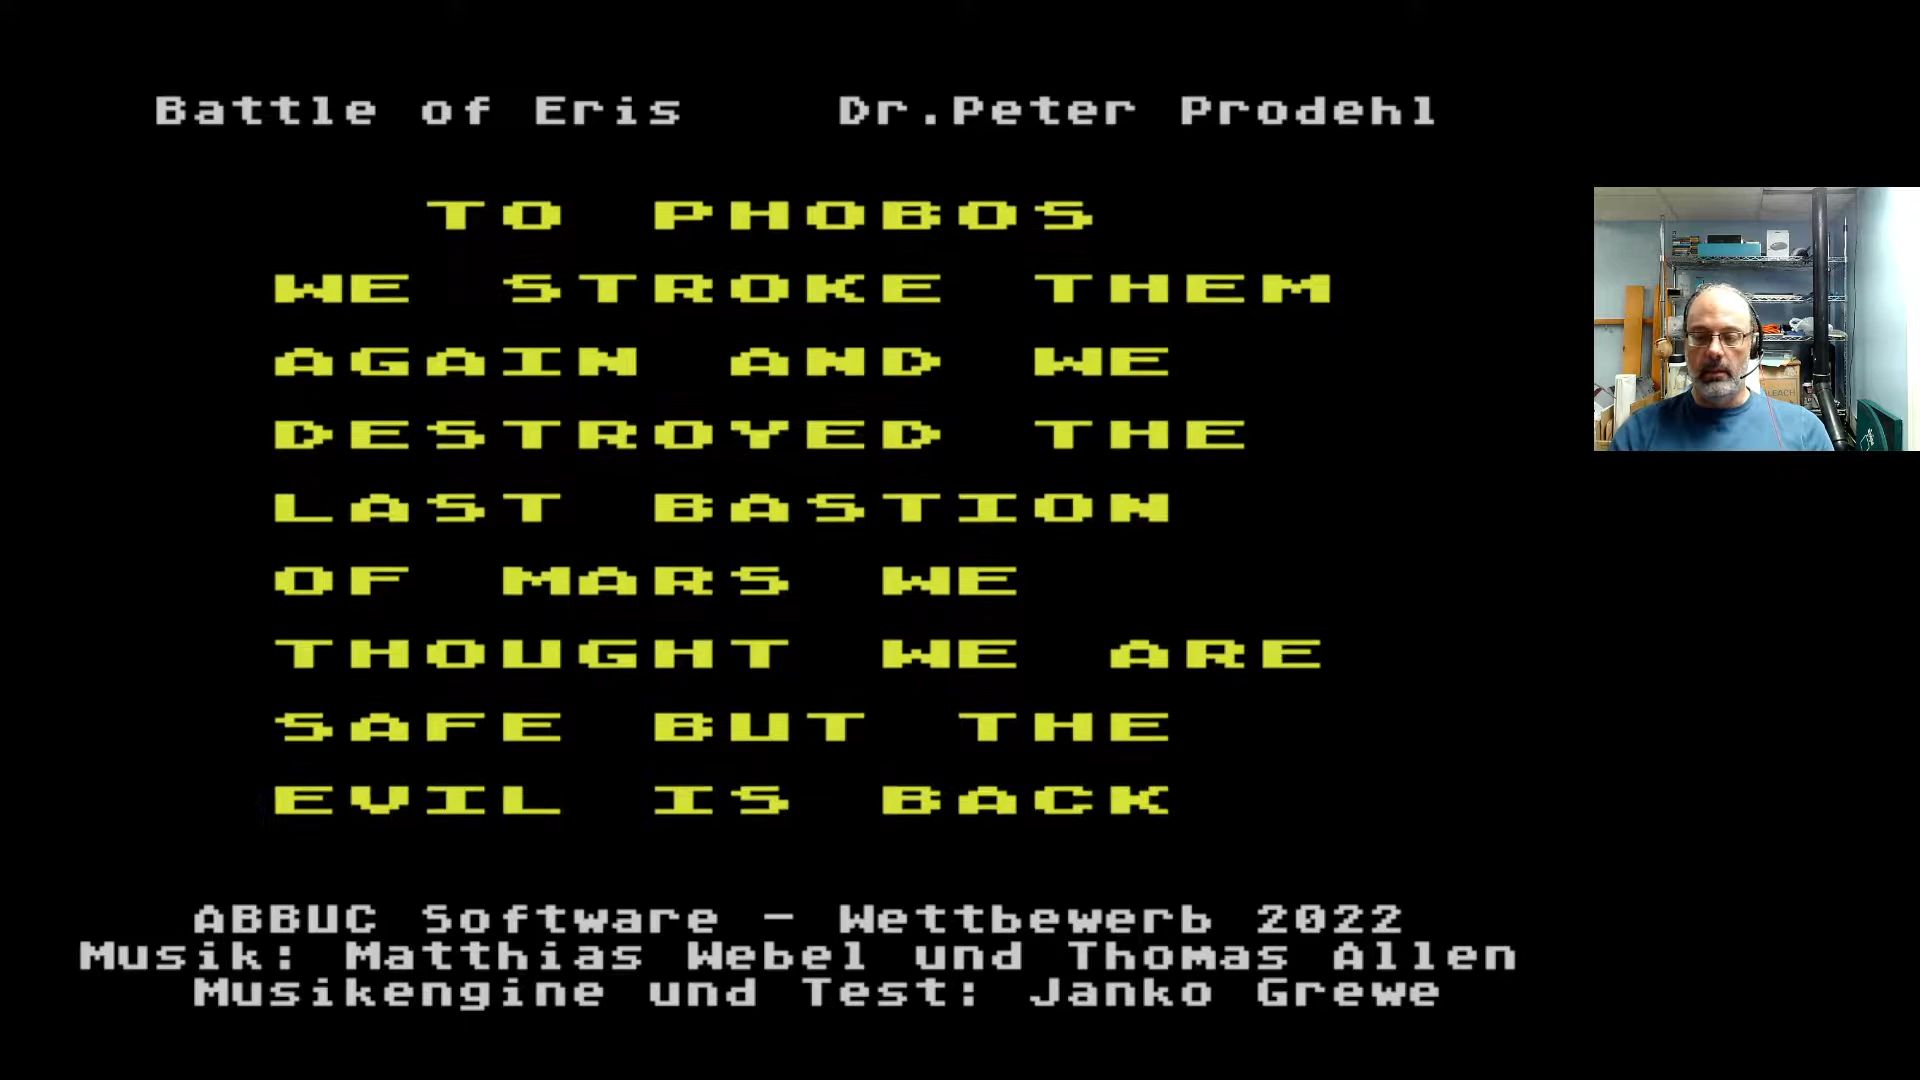 Battle of Eris Dr.Peter Prodehl
TO PHOBOS
WE STROKE THEM
AGAIN AND WE
DESTROYED THE
LAST BASTION
OF MARS WE
THOUGHT WE ARE
SAFE BUT THE
EVIL IS BACK
ABBUC Software - Wettbewerb 2022
Musik: Matthias Webel und Thomas Allen
Musikengine und Test: Janko Grewe